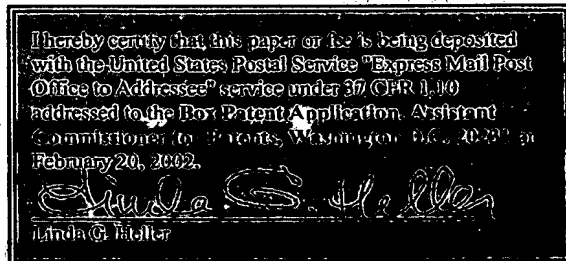 I hereby certify that this paper or fee is being deposited
with the United States Postal Service "Express Mail Post
Office to Addressee" service under 37 CFR 1.10
addressed to the Box Patent Application, Assistant
Commissioner for Patents, Washington D.C., on
February 20, 2002.
Linda G. Heller
Linda G. Heller